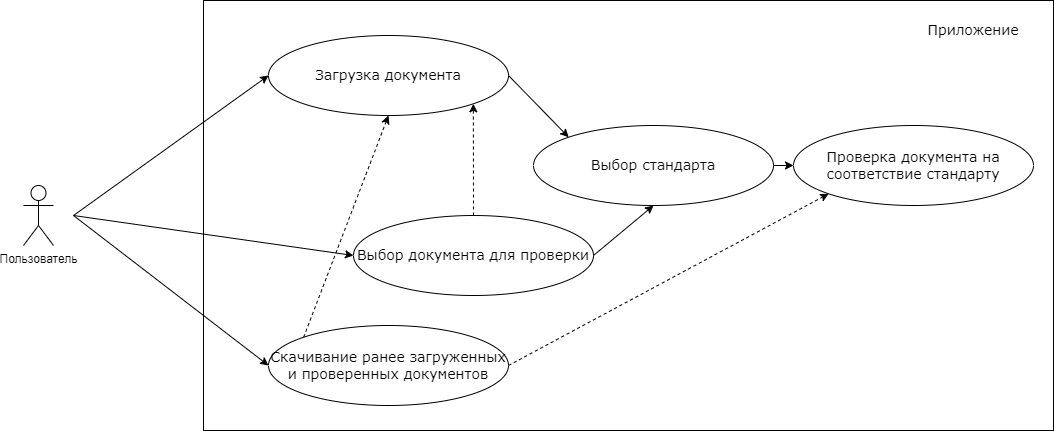 Приложение
Загрузка документа
Выбор стандарта
Проверка документа на
соответствие стандарту
Пользователь
Выбор документа для проверки
Скачивание ранее загруженных
и проверенных документов